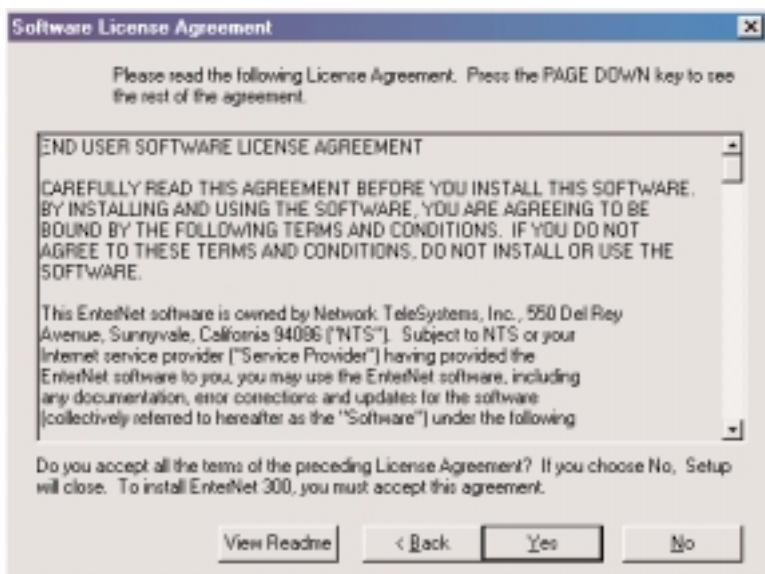 Software License Agreement
Please read the following License Agreement. Press the PAGE DOWN key to see
the rest of the agreement.
END USER SOFTWARE LICENSE AGREEMENT
CAREFULLY READ THIS AGREEMENT BEFORE YOU INSTALL THIS SOFTWARE.
BY INSTALLING AND USING THE SOFTWARE, YOU ARE AGREEING TO BE
BOUND BY THE FOLLOWING TERMS AND CONDITIONS. IF YOU DO NOT
AGREE TO THESE TERMS AND CONDITIONS, DO NOT INSTALL OR USE THE
SOFTWARE.
This EnterNet software is owned by Network TeleSystems, Inc., 550 Del Rey
Avenue, Sunnyvale, California 94086 ("NTS"). Subject to NTS or your
Internet service provider ("Service Provider") having provided the
EnterNet software to you, you may use the EnterNet software, including
any documentation, error corrections and updates for the software
(collectively referred to hereafter as the "Software") under the following
Do you accept all the terms of the preceding License Agreement? If you choose No, Setup
will close. To install EnterNet 300, you must accept this agreement.
View Readme
< Back
Yes
No